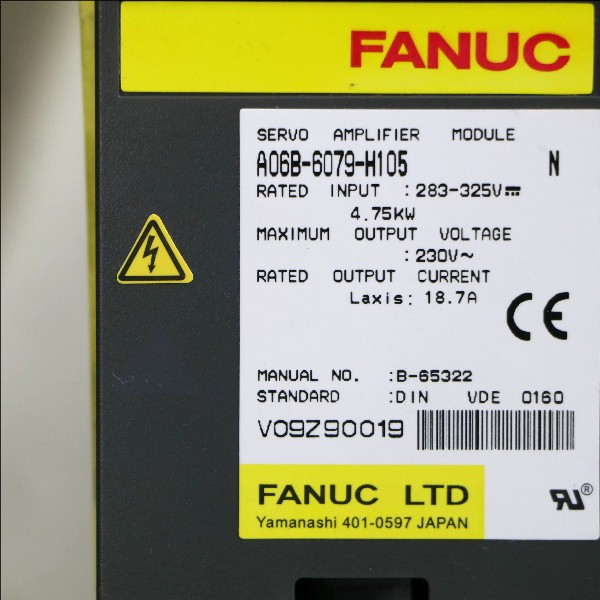 FANUC
SERVO AMPLIFIER MODULE
A06B-6079-H105 N
RATED INPUT :283-325V⎓
4.75KW
MAXIMUM OUTPUT VOLTAGE
:230V~
RATED OUTPUT CURRENT
Laxis: 18.7A
CE
MANUAL NO. :B-65322
STANDARD :DIN VDE 0160
V09Z90019
FANUC LTD
Yamanashi 401-0597 JAPAN
RU®